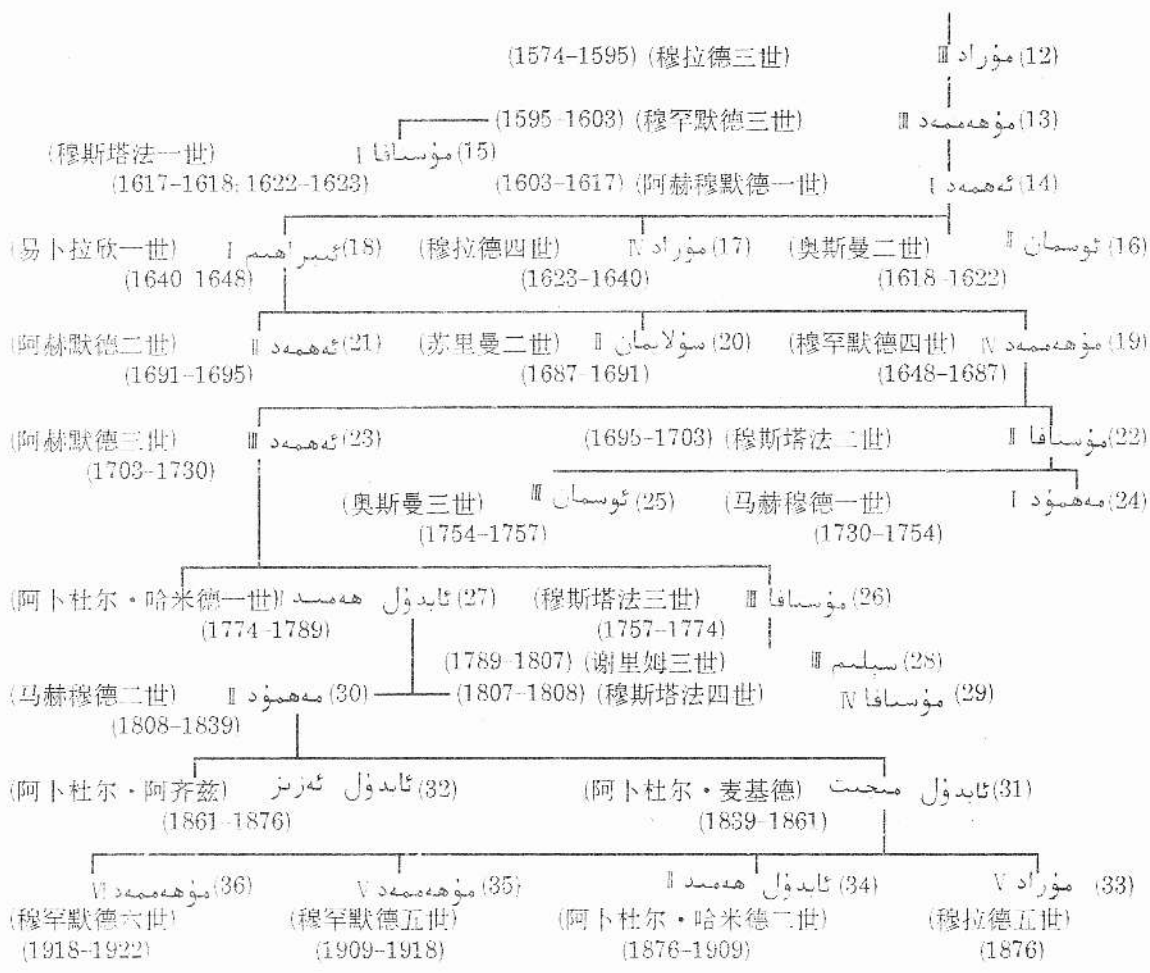 (12) مۇراد Ⅲ (穆拉德三世) (1574-1595)
(13) مۇھەممەد Ⅲ (穆罕默德三世) (1595-1603)
(15) مۇستافا Ⅰ (穆斯塔法一世)
(14) ئەھمەد Ⅰ (阿赫穆默德一世) (1603-1617) (1617-1618; 1622-1623)
(16) ئوسمان Ⅱ (奥斯曼二世) (17) مۇراد Ⅳ (穆拉德四世) (18) ئىبراھىم Ⅰ (易卜拉欣一世)
(1618-1622) (1623-1640) (1640-1648)
(19) مۇھەممەد Ⅳ (穆罕默德四世) (20) سۇلايمان Ⅱ (苏里曼二世) (21) ئەھمەد Ⅱ (阿赫默德二世)
(1648-1687) (1687-1691) (1691-1695)
(22) مۇستافا Ⅱ (穆斯塔法二世) (1695-1703) (23) ئەھمەد Ⅲ (阿赫默德三世)
(1703-1730)
(24) مەھمۇد Ⅰ (马赫穆德一世) (25) ئوسمان Ⅲ (奥斯曼三世)
(1730-1754) (1754-1757)
(26) مۇستافا Ⅲ (穆斯塔法三世) (27) ئابدۇل ھەمىد Ⅰ (阿卜杜尔·哈米德一世)
(1757-1774) (1774-1789)
(28) سېلىم Ⅲ (谢里姆三世) (1789-1807)
(29) مۇستافا Ⅳ (穆斯塔法四世) (1807-1808) (30) مەھمۇد Ⅱ (马赫穆德二世)
(1808-1839)
(31) ئابدۇل مىجىت (阿卜杜尔·麦基德) (32) ئابدۇل ئەزىز (阿卜杜尔·阿齐兹)
(1839-1861) (1861-1876)
(33) مۇراد Ⅴ (34) ئابدۇل ھەمىد Ⅱ (35) مۇھەممەد Ⅴ (36) مۇھەممەد Ⅵ
(穆拉德五世) (阿卜杜尔·哈米德二世) (穆罕默德五世) (穆罕默德六世)
(1876) (1876-1909) (1909-1918) (1918-1922)